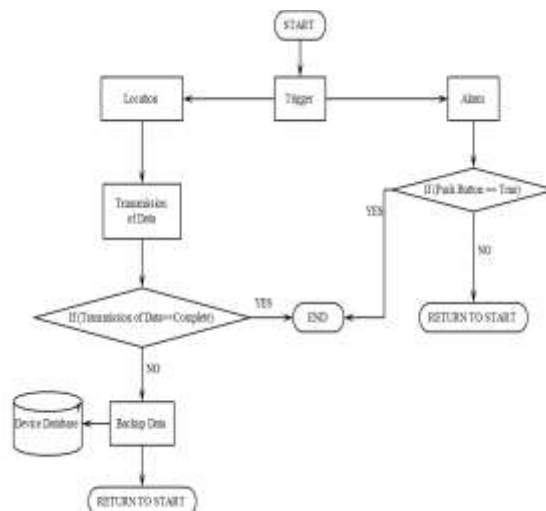 START
Location
Trigger
Alarm
If (Push Button == True)
Transmission
of Data
YES
NO
If (Transmission of Data==Complete)
YES
END
RETURN TO START
NO
Device Database
Backup Data
RETURN TO START